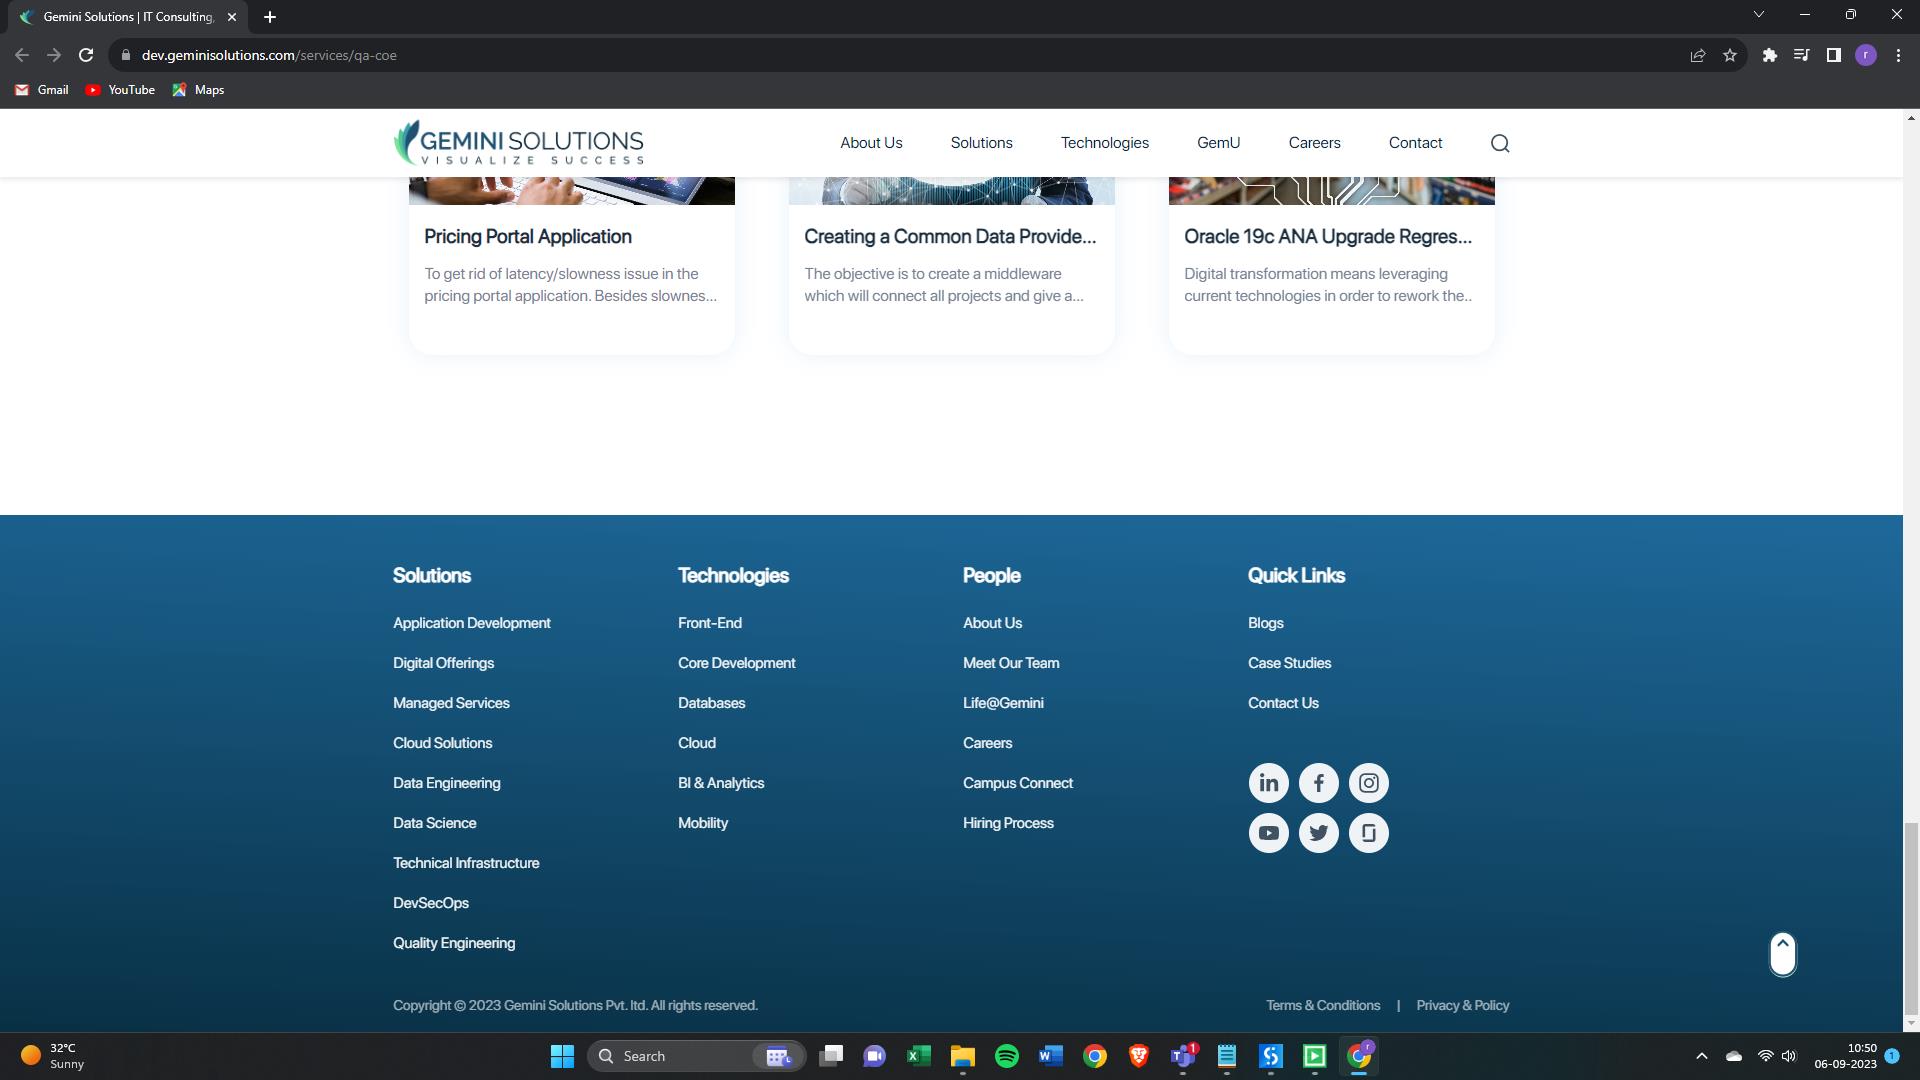 Gemini Solutions | IT Consulting,
dev.geminisolutions.com/services/qa-coe
r
Gmail
YouTube
Maps
GEMINI SOLUTIONS
VISUALIZE SUCCESS
About Us
Solutions
Technologies
GemU
Careers
Contact
Pricing Portal Application
To get rid of latency/slowness issue in the
pricing portal application. Besides slownes...
Creating a Common Data Provide...
The objective is to create a middleware
which will connect all projects and give a...
Oracle 19c ANA Upgrade Regres...
Digital transformation means leveraging
current technologies in order to rework the..
Solutions
Application Development
Digital Offerings
Managed Services
Cloud Solutions
Data Engineering
Data Science
Technical Infrastructure
DevSecOps
Quality Engineering
Technologies
Front-End
Core Development
Databases
Cloud
BI & Analytics
Mobility
People
About Us
Meet Our Team
Life@Gemini
Careers
Campus Connect
Hiring Process
Quick Links
Blogs
Case Studies
Contact Us
Copyright © 2023 Gemini Solutions Pvt. ltd. All rights reserved.
Terms & Conditions | Privacy & Policy
32°C
Sunny
Search
1
10:50
06-09-2023
1